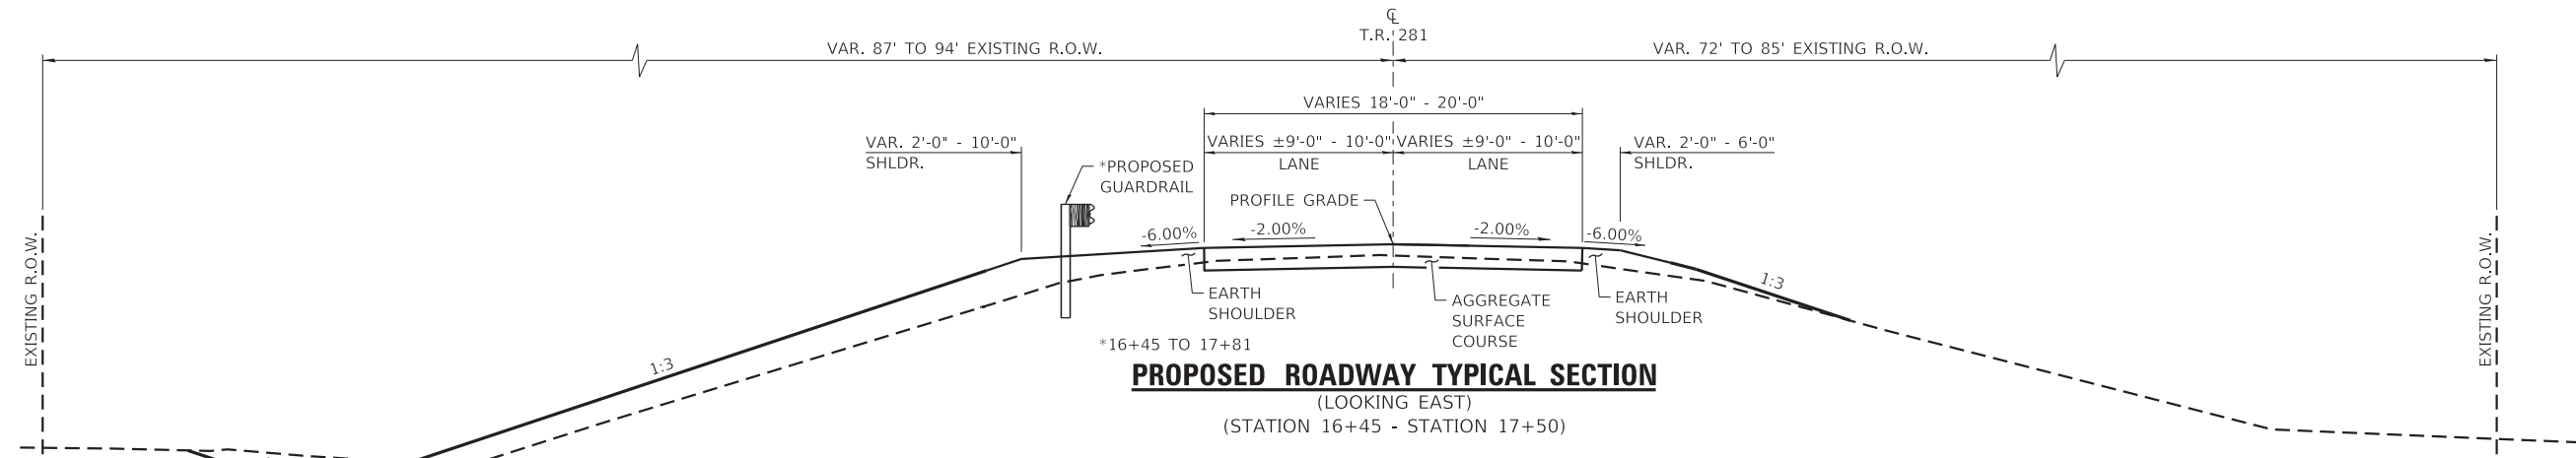 ℄
T.R. 281
VAR. 87' TO 94' EXISTING R.O.W.
VAR. 72' TO 85' EXISTING R.O.W.
VARIES 18'-0" - 20'-0"
VAR. 2'-0" - 10'-0"
SHLDR.
VARIES ±9'-0" - 10'-0"
LANE
VARIES ±9'-0" - 10'-0"
LANE
VAR. 2'-0" - 6'-0"
SHLDR.
*PROPOSED
GUARDRAIL
PROFILE GRADE
-6.00%
-2.00%
-2.00%
-6.00%
EXISTING R.O.W.
EXISTING R.O.W.
1:3
1:3
EARTH
SHOULDER
AGGREGATE
SURFACE
COURSE
EARTH
SHOULDER
*16+45 TO 17+81
PROPOSED ROADWAY TYPICAL SECTION
(LOOKING EAST)
(STATION 16+45 - STATION 17+50)